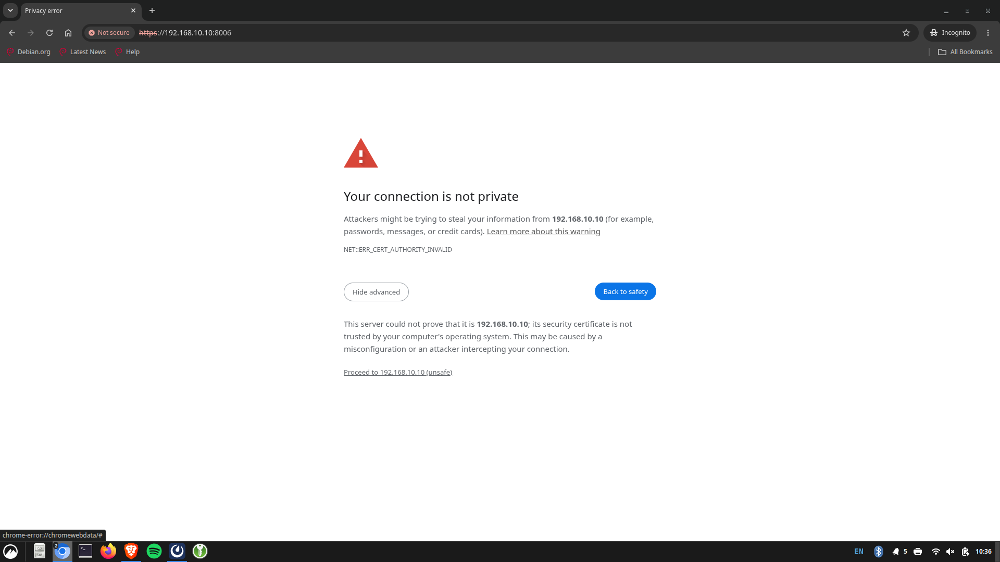 Privacy error
Not secure
https://192.168.10.10:8006
Incognito
Debian.org
Latest News
Help
All Bookmarks
Your connection is not private
Attackers might be trying to steal your information from 192.168.10.10 (for example,
passwords, messages, or credit cards). Learn more about this warning
NET::ERR_CERT_AUTHORITY_INVALID
Hide advanced
Back to safety
This server could not prove that it is 192.168.10.10; its security certificate is not
trusted by your computer's operating system. This may be caused by a
misconfiguration or an attacker intercepting your connection.
Proceed to 192.168.10.10 (unsafe)
chrome-error://chromewebdata/#
2
EN
5
10:36